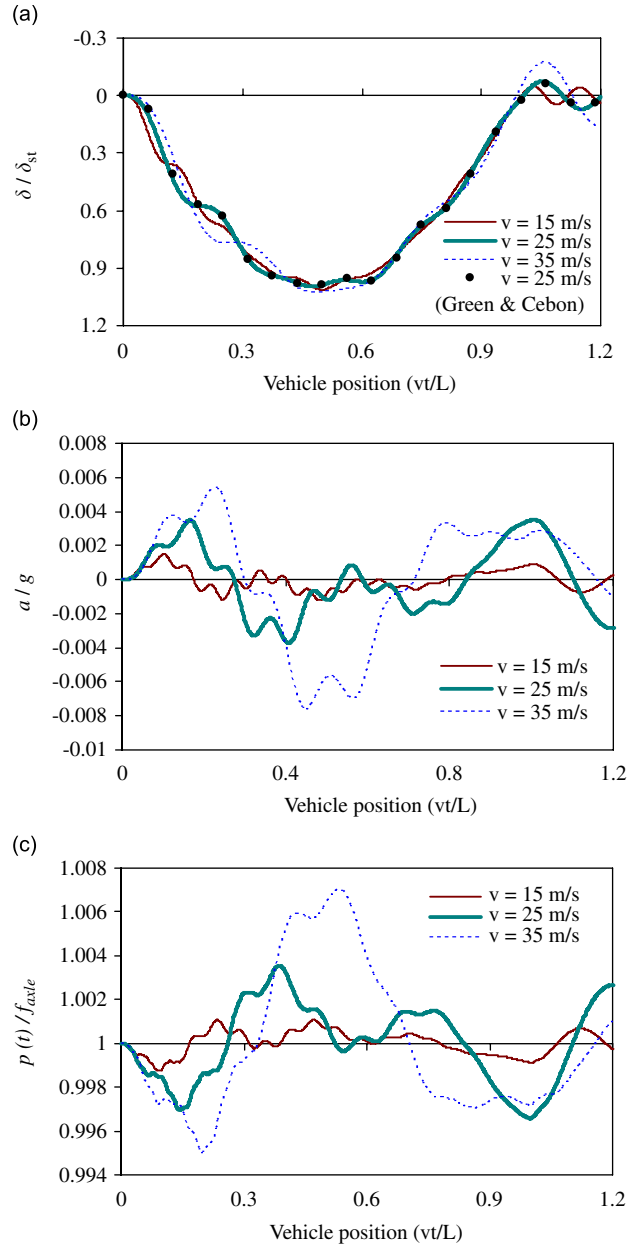 (a)
-0.3
0
0.3
0.6
0.9
1.2
δ / δst
v = 15 m/s
v = 25 m/s
v = 35 m/s
v = 25 m/s
(Green & Cebon)
0 0.3 0.6 0.9 1.2
Vehicle position (vt/L)
(b)
0.008
0.006
0.004
0.002
0
-0.002
-0.004
-0.006
-0.008
-0.01
a / g
v = 15 m/s
v = 25 m/s
v = 35 m/s
0 0.4 0.8 1.2
Vehicle position (vt/L)
(c)
1.008
1.006
1.004
1.002
1
0.998
0.996
0.994
p (t) / faxle
v = 15 m/s
v = 25 m/s
v = 35 m/s
0 0.3 0.6 0.9 1.2
Vehicle position (vt/L)